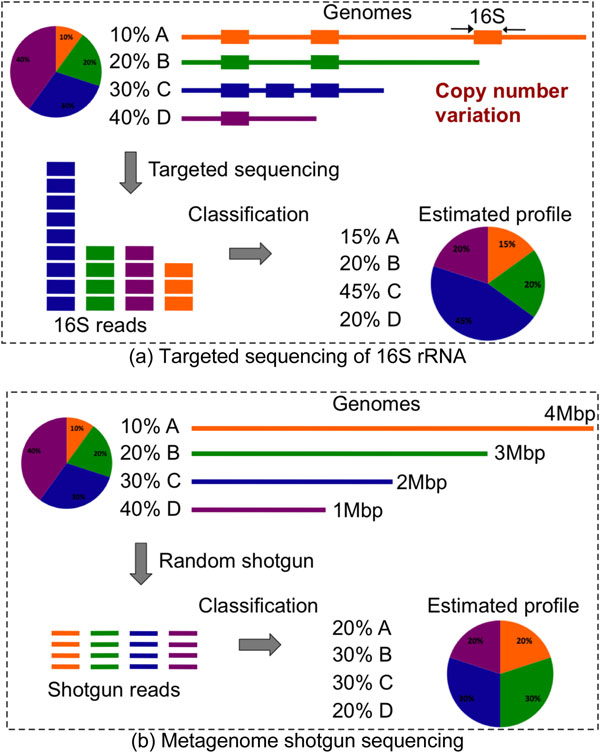 Genomes
16S
10% A
20% B
30% C
40% D
40%
10%
20%
30%
Copy number
variation
Targeted sequencing
Classification
16S reads
15% A
20% B
45% C
20% D
Estimated profile
20%
15%
20%
45%
(a) Targeted sequencing of 16S rRNA
Genomes
4Mbp
10% A
20% B
3Mbp
30% C
2Mbp
40% D
1Mbp
40%
10%
20%
30%
Random shotgun
Classification
Shotgun reads
20% A
30% B
30% C
20% D
Estimated profile
20%
20%
30%
30%
(b) Metagenome shotgun sequencing